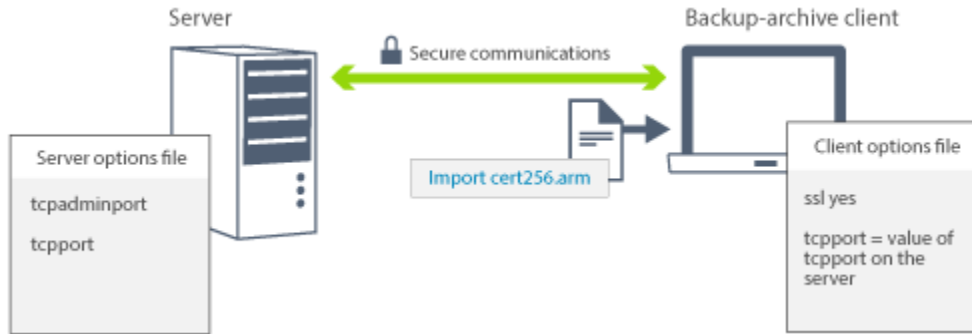 Server
Backup-archive client
Secure communications
Server options file
tcpadminport
tcpport
Import cert256.arm
Client options file
ssl yes
tcpport = value of
tcpport on the
server